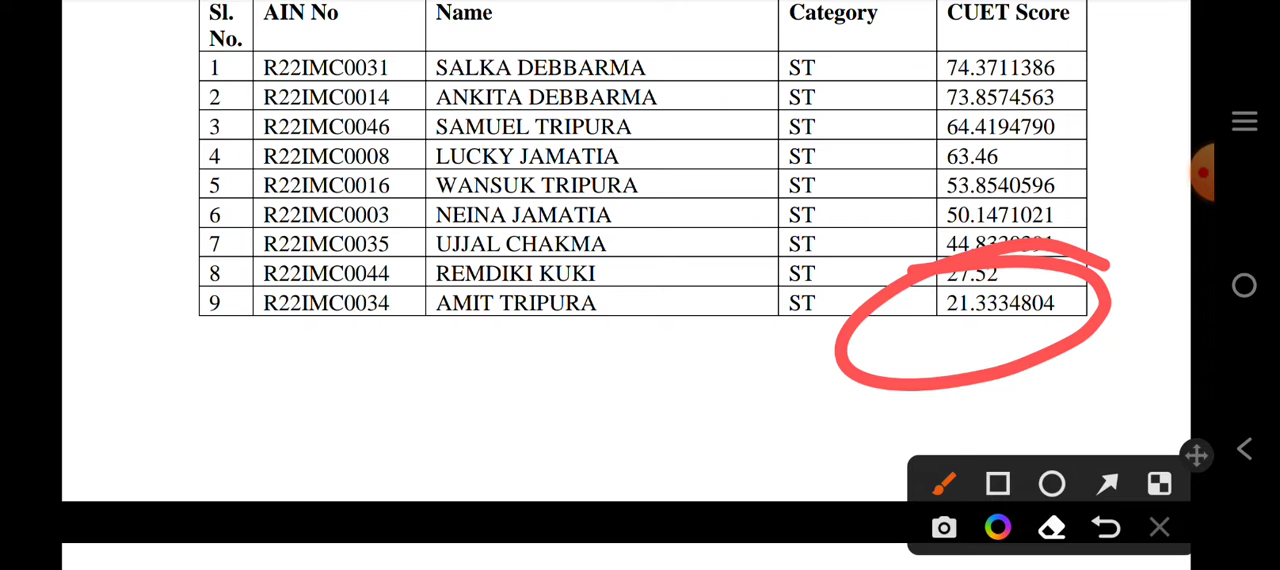 Sl. No. AIN No Name Category CUET Score
1 R22IMC0031 SALKA DEBBARMA ST 74.3711386
2 R22IMC0014 ANKITA DEBBARMA ST 73.8574563
3 R22IMC0046 SAMUEL TRIPURA ST 64.4194790
4 R22IMC0008 LUCKY JAMATIA ST 63.46
5 R22IMC0016 WANSUK TRIPURA ST 53.8540596
6 R22IMC0003 NEINA JAMATIA ST 50.1471021
7 R22IMC0035 UJJAL CHAKMA ST
8 R22IMC0044 REMDIKI KUKI ST 27.52
9 R22IMC0034 AMIT TRIPURA ST 21.3334804